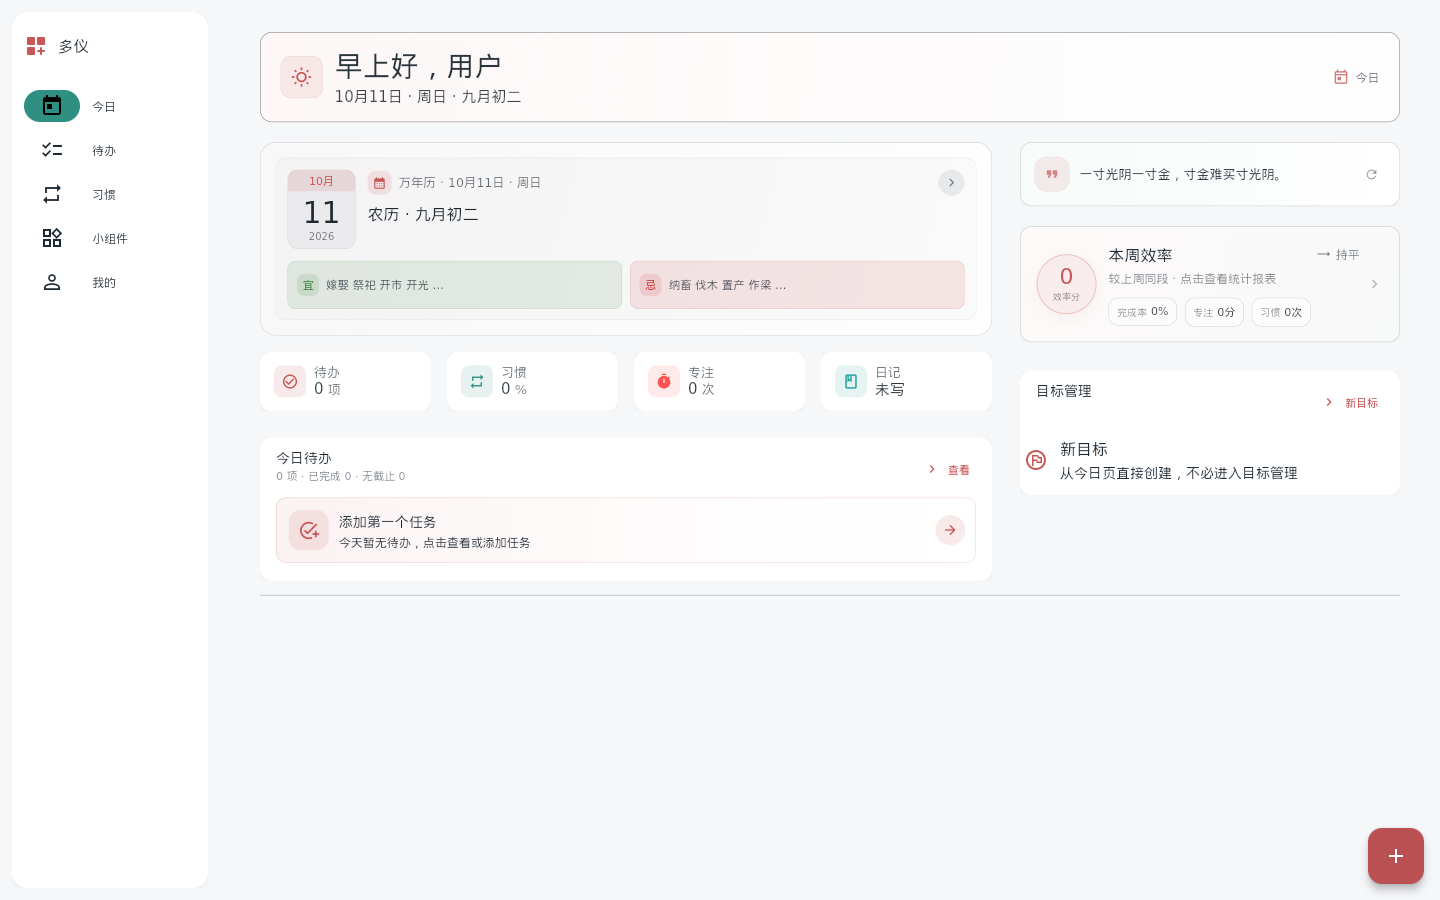 多仪
今日
待办
习惯
小组件
我的
早上好，用户
10月11日 · 周日 · 九月初二
今日
10月
11
2026
万年历 · 10月11日 · 周日
农历 · 九月初二
宜 嫁娶 祭祀 开市 开光 ...
忌 纳畜 伐木 置产 作梁 ...
待办
0 项
习惯
0 %
专注
0 次
日记
未写
今日待办
0 项 · 已完成 0 · 无截止 0
查看
添加第一个任务
今天暂无待办，点击查看或添加任务
一寸光阴一寸金，寸金难买寸光阴。
0
效率分
本周效率
持平
较上周同段 · 点击查看统计报表
完成率 0%
专注 0分
习惯 0次
目标管理
新目标
新目标
从今日页直接创建，不必进入目标管理